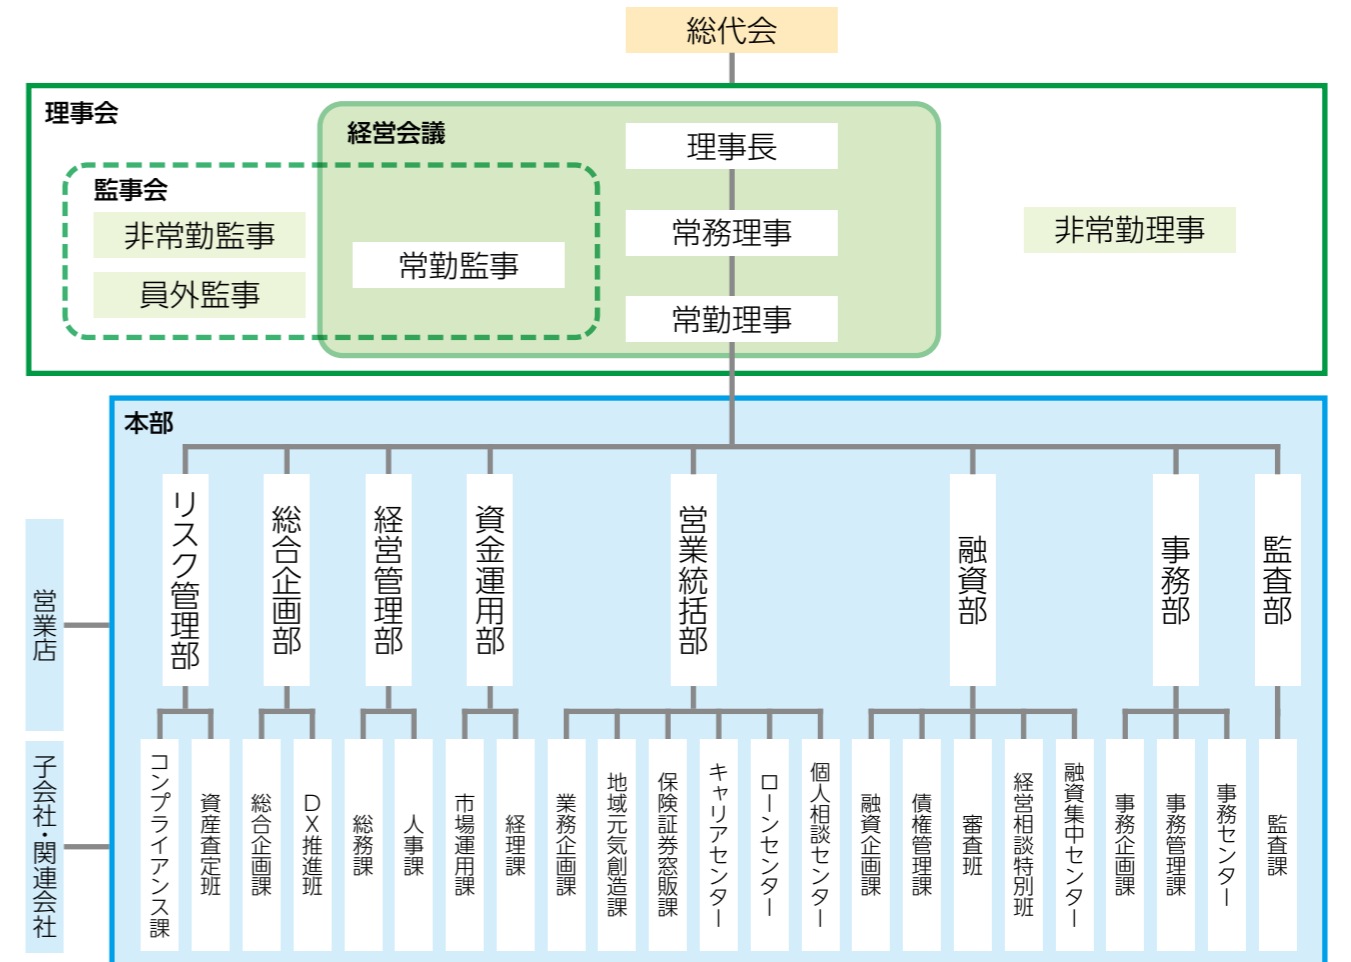 総代会
理事会
経営会議
理事長
監事会
非常勤監事
常務理事
非常勤理事
常勤監事
員外監事
常勤理事
本部
リスク管理部
総合企画部
経営管理部
資金運用部
営業統括部
融資部
事務部
監査部
営業店
子会社・関連会社
コンプライアンス課
資産査定班
総合企画課
DX推進班
総務課
人事課
市場運用課
経理課
業務企画課
地域元気創造課
保険証券窓販課
キャリアセンター
ローンセンター
個人相談センター
融資企画課
債権管理課
審査班
経営相談特別班
融資集中センター
事務企画課
事務管理課
事務センター
監査課